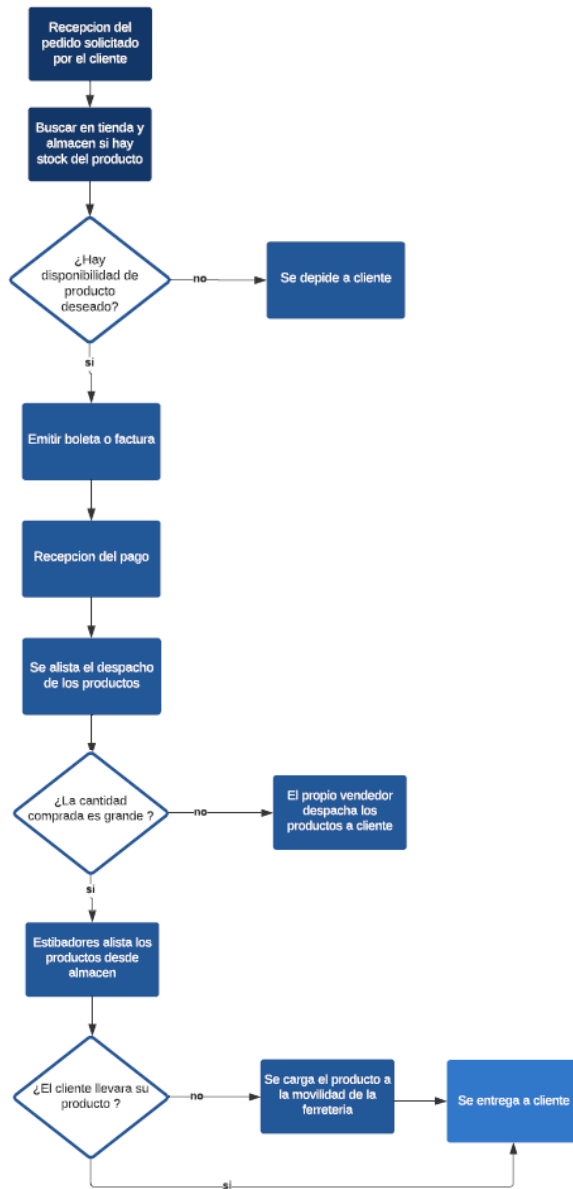 Recepcion del
pedido solicitado
por el cliente
Buscar en tienda y
almacen si hay
stock del producto
¿Hay
disponibilidad de
producto
deseado?
no
Se depide a cliente
si
Emitir boleta o factura
Recepcion del pago
Se alista el despacho
de los productos
¿La cantidad
comprada es grande ?
no
El propio vendedor
despacha los
productos a cliente
si
Estibadores alista los
productos desde
almacen
¿El cliente llevara su
producto ?
no
Se carga el producto a
la movilidad de la
ferreteria
Se entrega a cliente
si